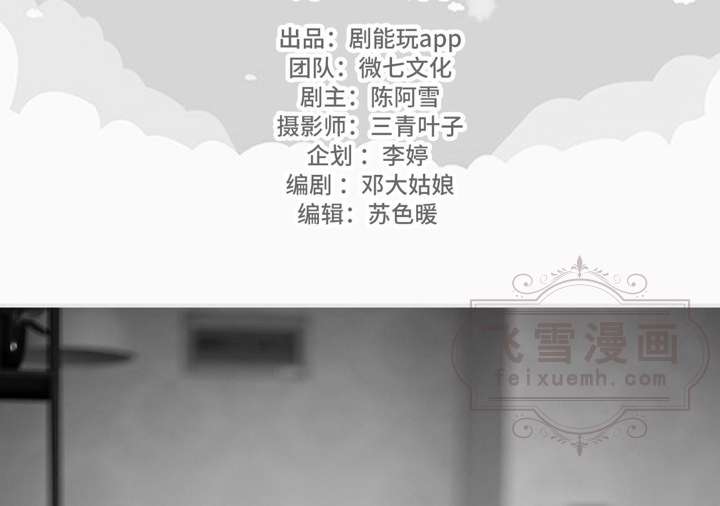 出品：剧能玩app
团队：微七文化
剧主：陈阿雪
摄影师：三青叶子
企划：李婷
编剧：邓大姑娘
编辑：苏色暖
飞雪漫画
feixuemh.com